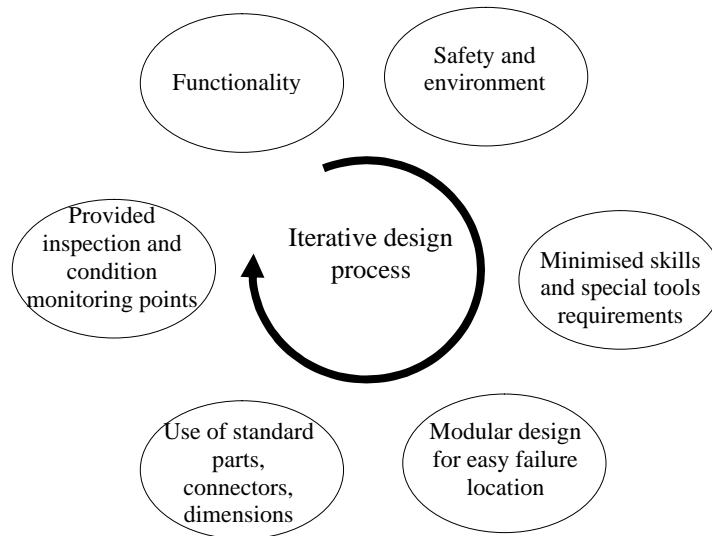 Functionality
Safety and
environment
Provided
inspection and
condition
monitoring points
Iterative design
process
Minimised skills
and special tools
requirements
Use of standard
parts,
connectors,
dimensions
Modular design
for easy failure
location